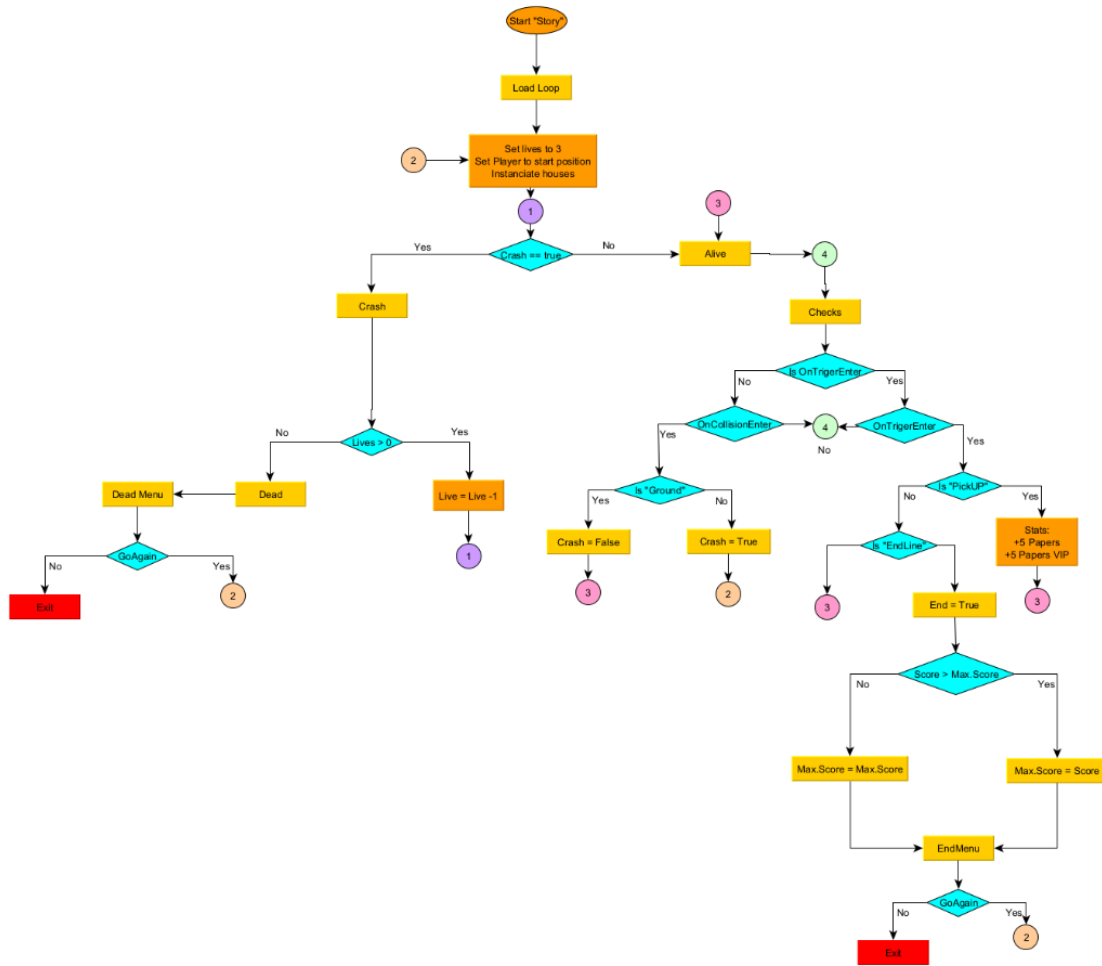 Start "Story"
Load Loop
2
Set lives to 3
Set Player to start position
Instanciate houses
1
3
Yes
Crash == true
No
Alive
4
Crash
Checks
Is OnTrigerEnter
No
Yes
OnCollisionEnter
4
OnTrigerEnter
No
Yes
Yes
No
Lives > 0
Yes
Dead Menu
Dead
Live = Live -1
Is "Ground"
Yes
No
Is "PickUP"
No
Yes
Stats:
+5 Papers
+5 Papers VIP
GoAgain
No
Yes
1
Crash = False
Crash = True
Is "EndLine"
Exit
2
3
2
3
End = True
3
Score > Max.Score
No
Yes
Max.Score = Max.Score
Max.Score = Score
EndMenu
GoAgain
No
Yes
2
Exit